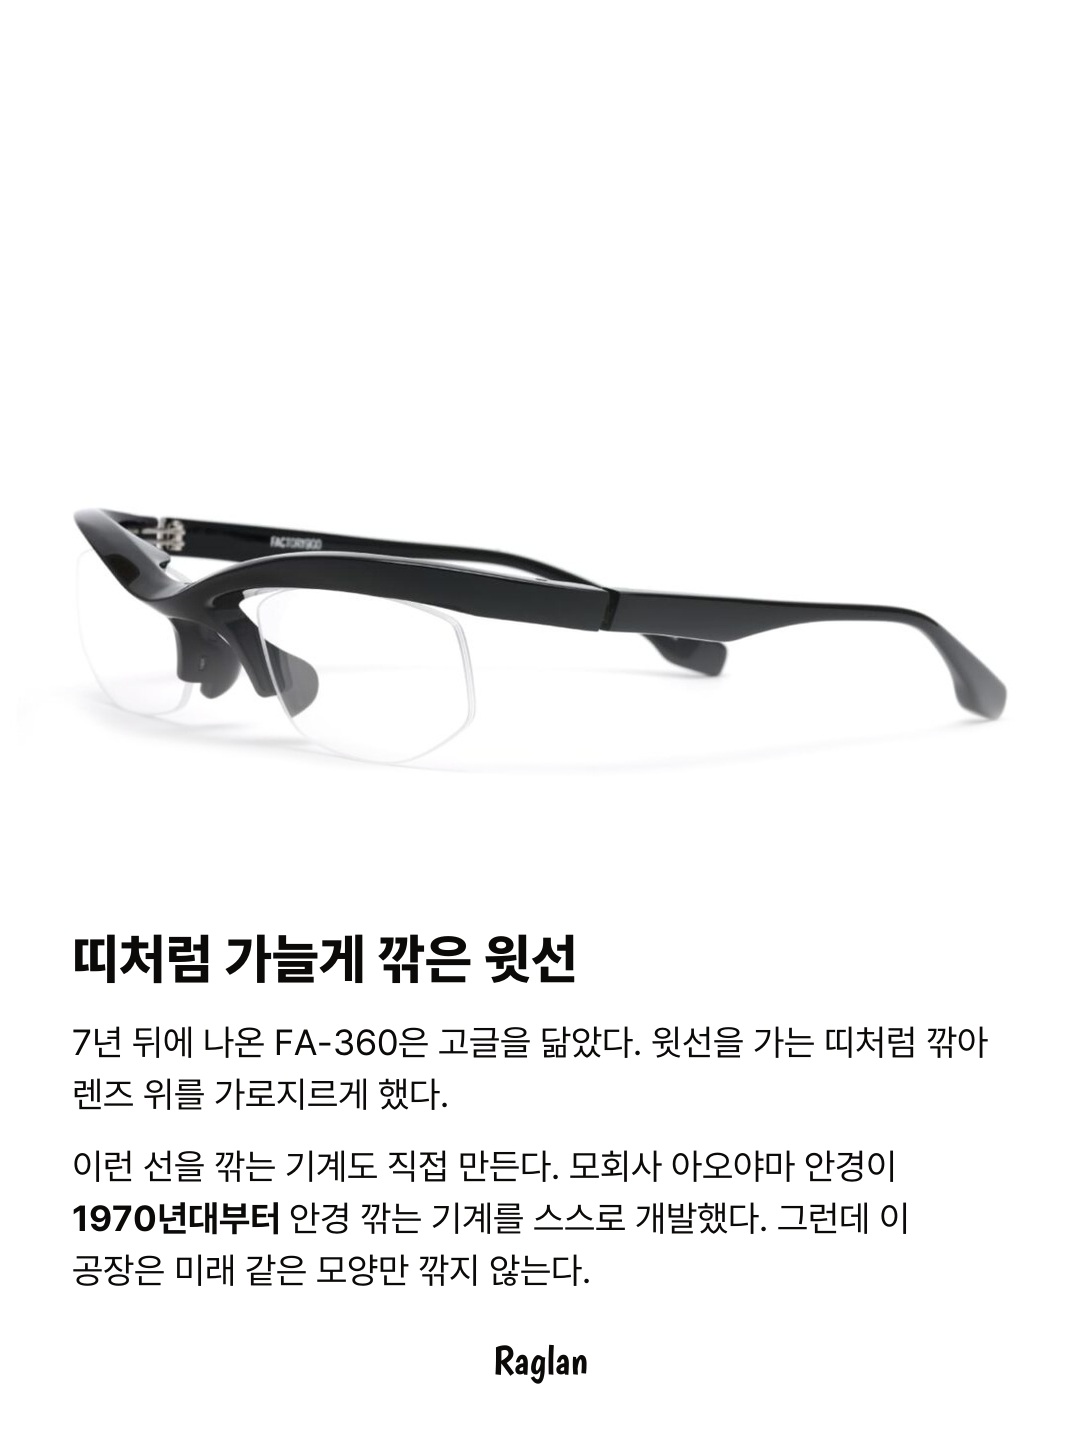 FACTORY900
띠처럼 가늘게 깎은 윗선
7년 뒤에 나온 FA-360은 고글을 닮았다. 윗선을 가는 띠처럼 깎아
렌즈 위를 가로지르게 했다.
이런 선을 깎는 기계도 직접 만든다. 모회사 아오야마 안경이
1970년대부터 안경 깎는 기계를 스스로 개발했다. 그런데 이
공장은 미래 같은 모양만 깎지 않는다.
Raglan